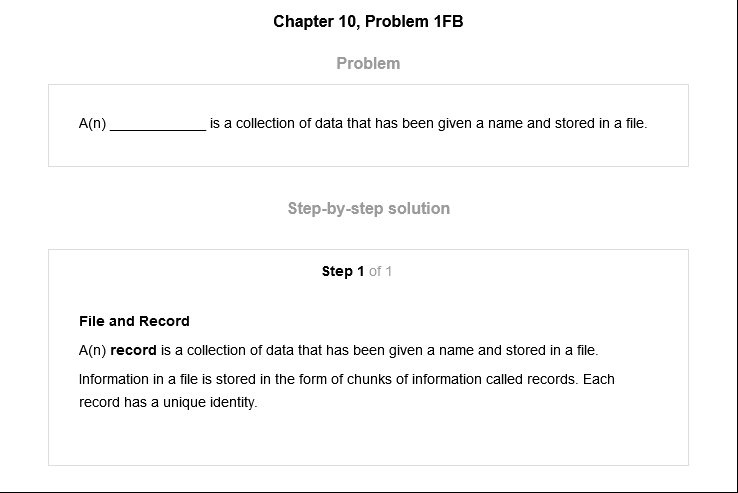 Chapter 10, Problem 1FB
Problem
A(n) ____________ is a collection of data that has been given a name and stored in a file.
Step-by-step solution
Step 1 of 1
File and Record
A(n) record is a collection of data that has been given a name and stored in a file.
Information in a file is stored in the form of chunks of information called records. Each
record has a unique identity.